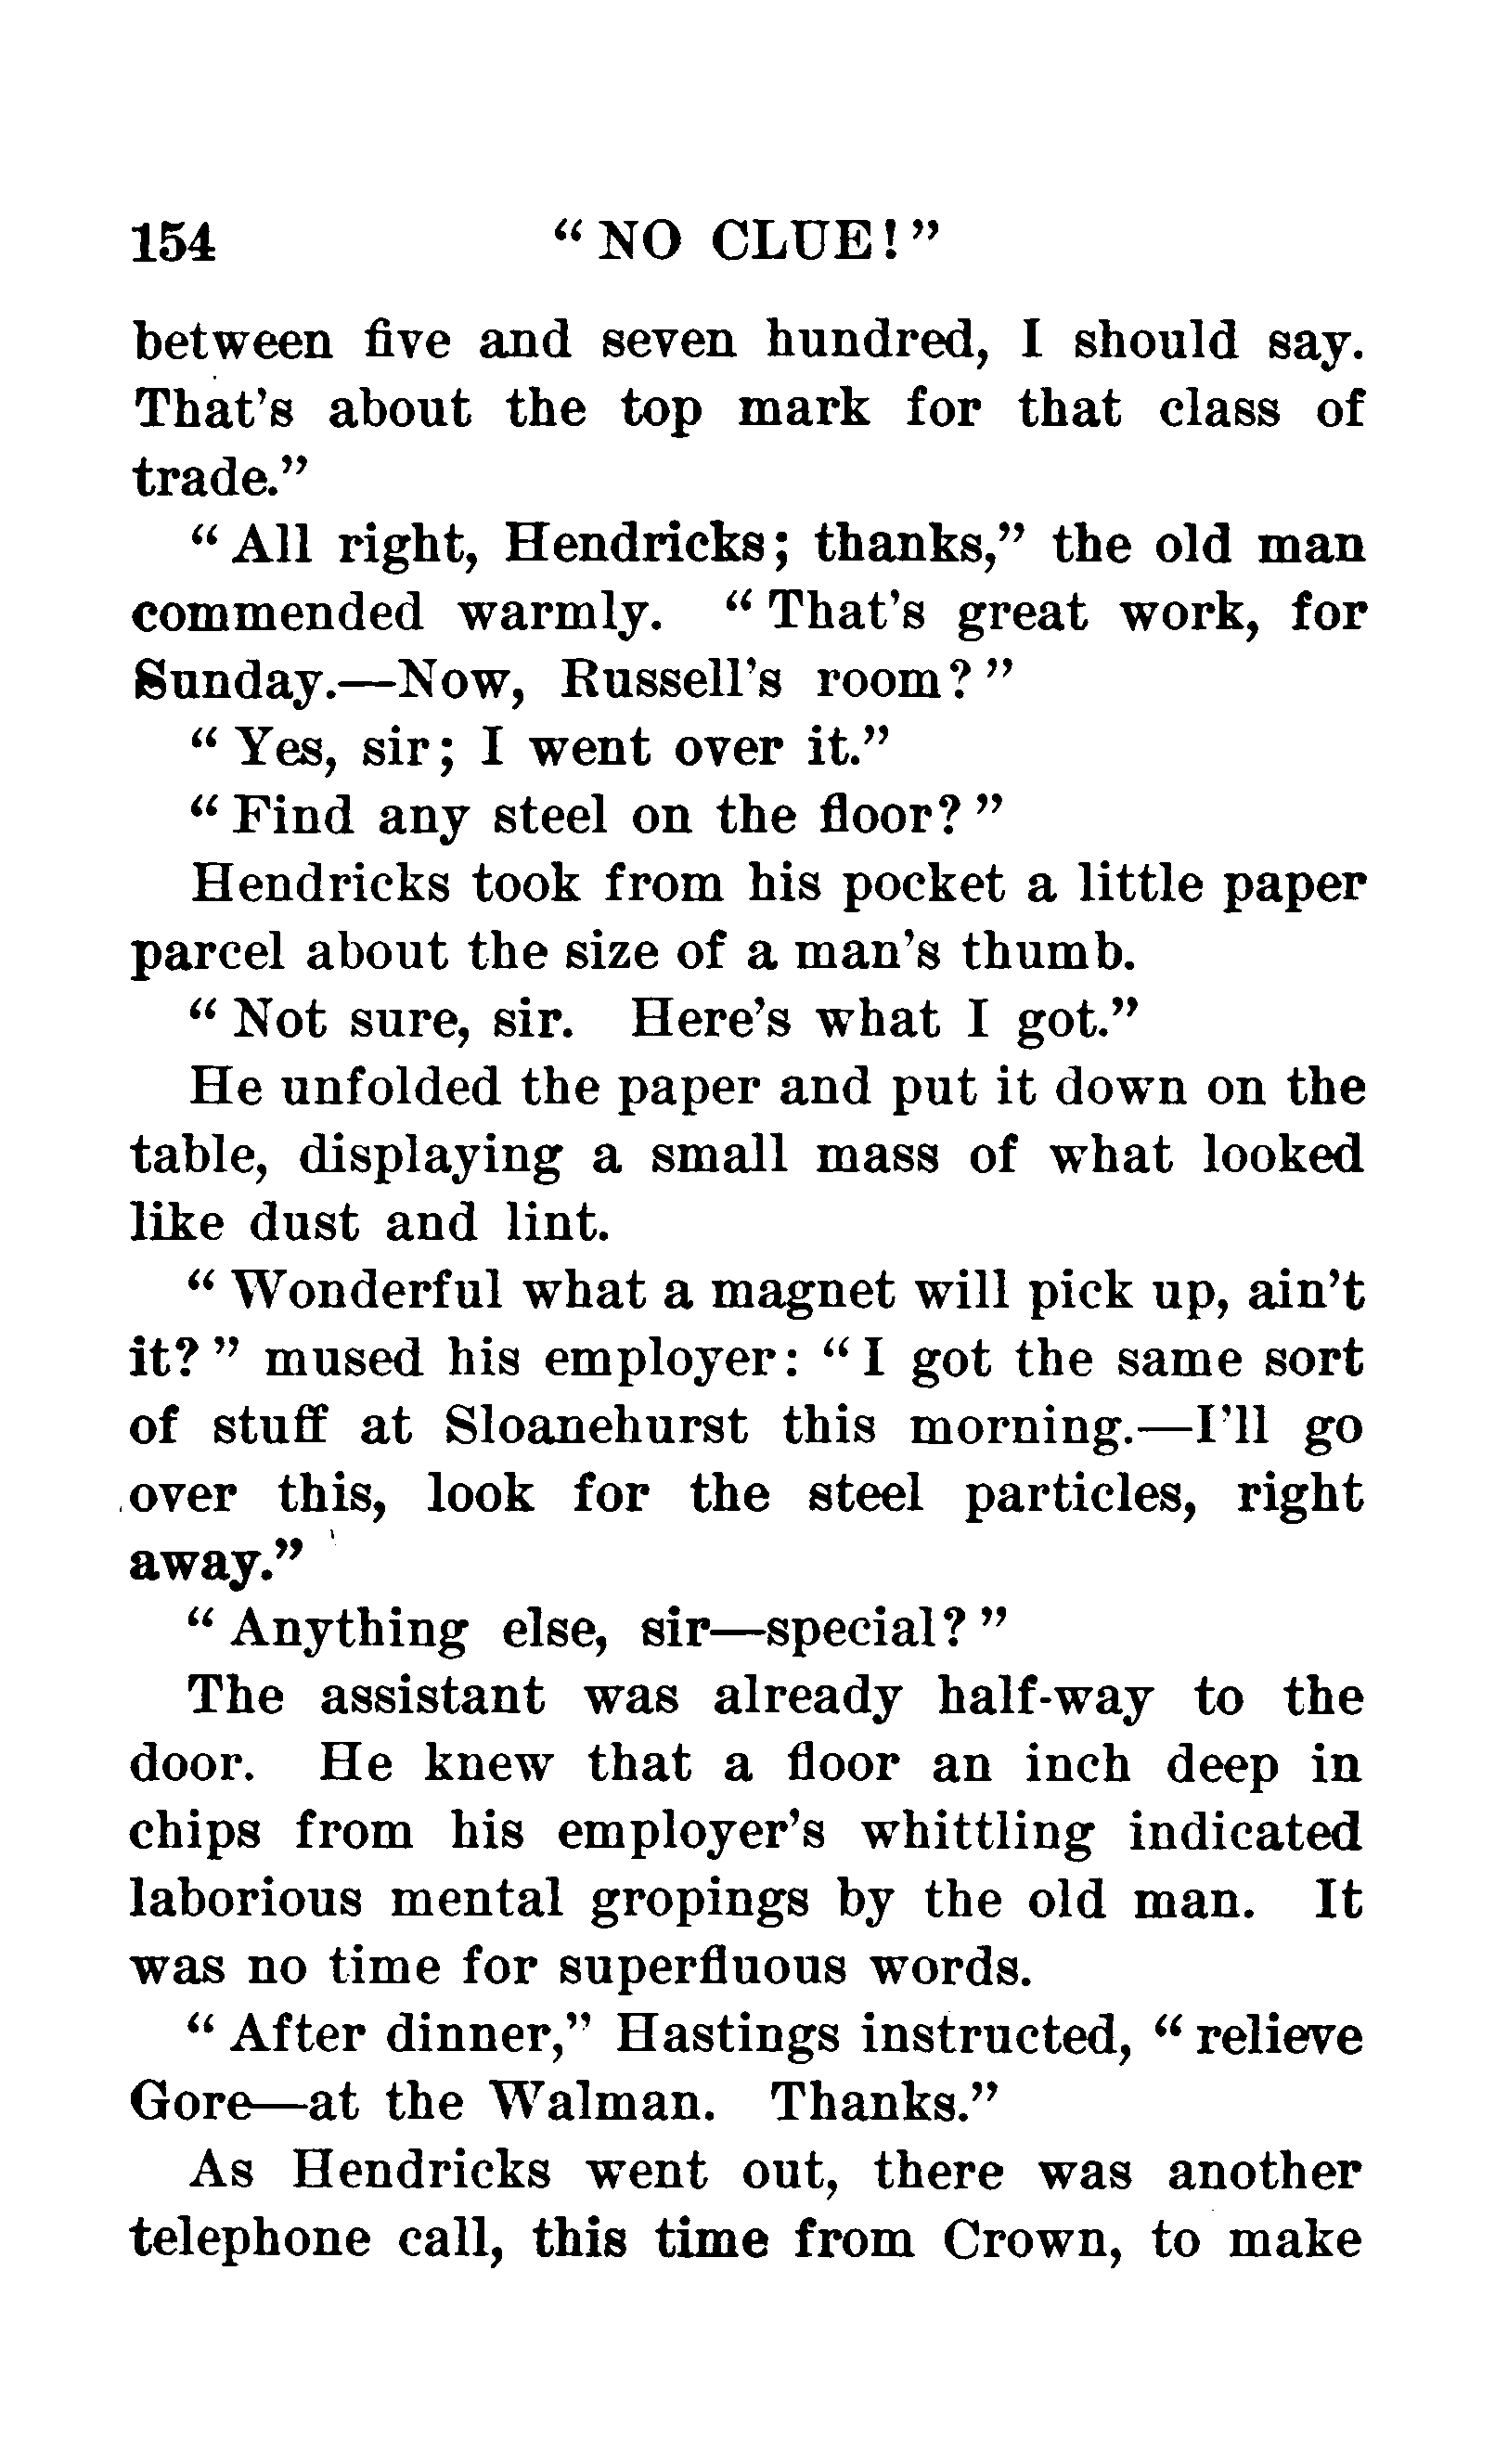 154 “NO CLUE!”
between five and seven hundred, I should say.
That’s about the top mark for that class of
trade.”
“All right, Hendricks; thanks,” the old man
commended warmly. “That’s great work, for
Sunday.—Now, Russell’s room?”
“Yes, sir; I went over it.”
“Find any steel on the floor?”
Hendricks took from his pocket a little paper
parcel about the size of a man’s thumb.
“Not sure, sir. Here’s what I got.”
He unfolded the paper and put it down on the
table, displaying a small mass of what looked
like dust and lint.
“Wonderful what a magnet will pick up, ain’t
it?” mused his employer: “I got the same sort
of stuff at Sloanehurst this morning.—I’ll go
over this, look for the steel particles, right
away.”
“Anything else, sir—special?”
The assistant was already half-way to the
door. He knew that a floor an inch deep in
chips from his employer’s whittling indicated
laborious mental gropings by the old man. It
was no time for superfluous words.
“After dinner,” Hastings instructed, “relieve
Gore—at the Walman. Thanks.”
As Hendricks went out, there was another
telephone call, this time from Crown, to make